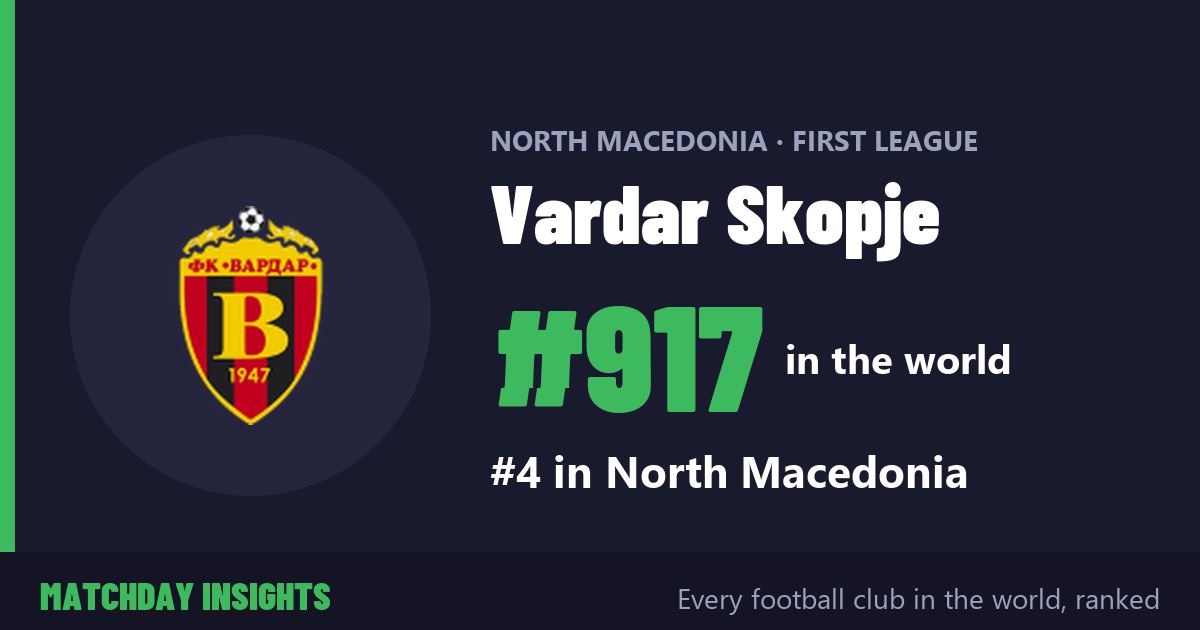 NORTH MACEDONIA · FIRST LEAGUE
Vardar Skopje
ФК•ВАРДАР•
В
1947
#917 in the world
#4 in North Macedonia
MATCHDAY INSIGHTS
Every football club in the world, ranked